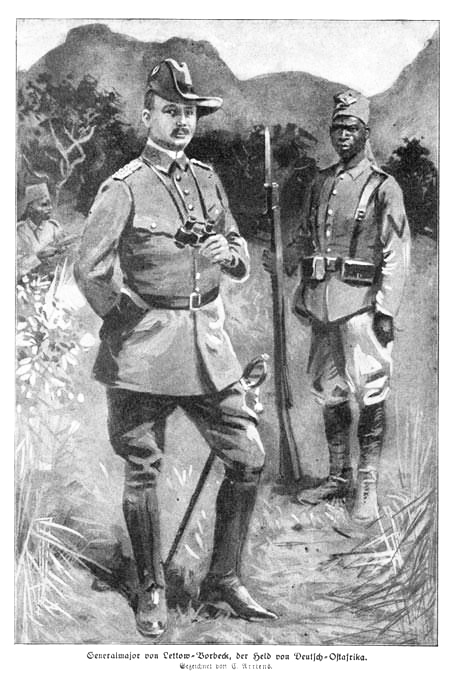 Generalmajor von Lettow-Vorbeck, der Held von Deutsch-Ostafrika.
Gezeichnet von C. Arriens.